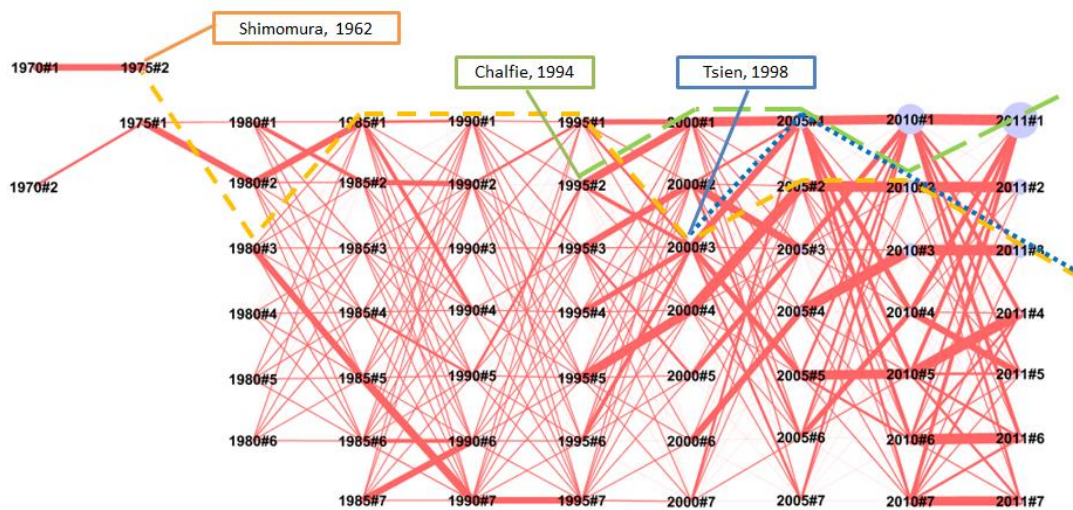 Shimomura, 1962
Chalfie, 1994
Tsien, 1998
1970#1 1975#2
1975#1 1980#1 1985#1 1990#1 1995#1 2000#1 2005#1 2010#1 2011#1
1970#2 1980#2 1985#2 1990#2 1995#2 2000#2 2005#2 2010#2 2011#2
1980#3 1985#3 1990#3 1995#3 2000#3 2005#3 2010#3 2011#3
1980#4 1985#4 1990#4 1995#4 2000#4 2005#4 2010#4 2011#4
1980#5 1985#5 1990#5 1995#5 2000#5 2005#5 2010#5 2011#5
1980#6 1985#6 1990#6 1995#6 2000#6 2005#6 2010#6 2011#6
1985#7 1990#7 1995#7 2000#7 2005#7 2010#7 2011#7